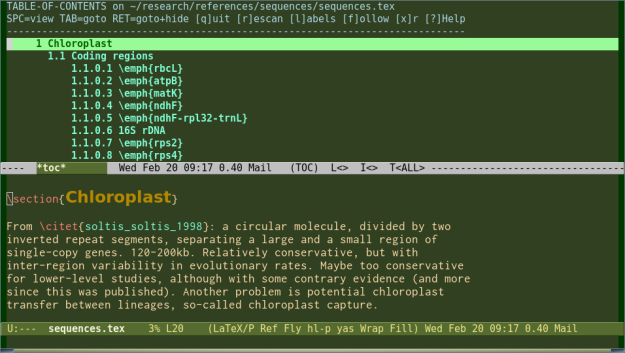 TABLE-OF-CONTENTS on ~/research/references/sequences/sequences.tex
SPC=view TAB=goto RET=goto+hide [q]uit [r]escan [l]abels [f]ollow [x]r [?]Help
------------------------------------------------------------------------------
1 Chloroplast
1.1 Coding regions
1.1.0.1 \emph{rbcL}
1.1.0.2 \emph{atpB}
1.1.0.3 \emph{matK}
1.1.0.4 \emph{ndhF}
1.1.0.5 \emph{ndhF-rpl32-trnL}
1.1.0.6 16S rDNA
1.1.0.7 \emph{rps2}
1.1.0.8 \emph{rps4}
---- *toc* Wed Feb 20 09:17 0.40 Mail (TOC) L<> I<> T<ALL> --------------------------------
\section{Chloroplast}
From \citet{soltis_soltis_1998}: a circular molecule, divided by two
inverted repeat segments, separating a large and a small region of
single-copy genes. 120-200kb. Relatively conservative, but with
inter-region variability in evolutionary rates. Maybe too conservative
for lower-level studies, although with some contrary evidence (and more
since this was published). Another problem is potential chloroplast
transfer between lineages, so-called chloroplast capture.
U:--- sequences.tex 3% L20 (LaTeX/P Ref Fly hl-p yas Wrap Fill) Wed Feb 20 09:17 0.40 Mail